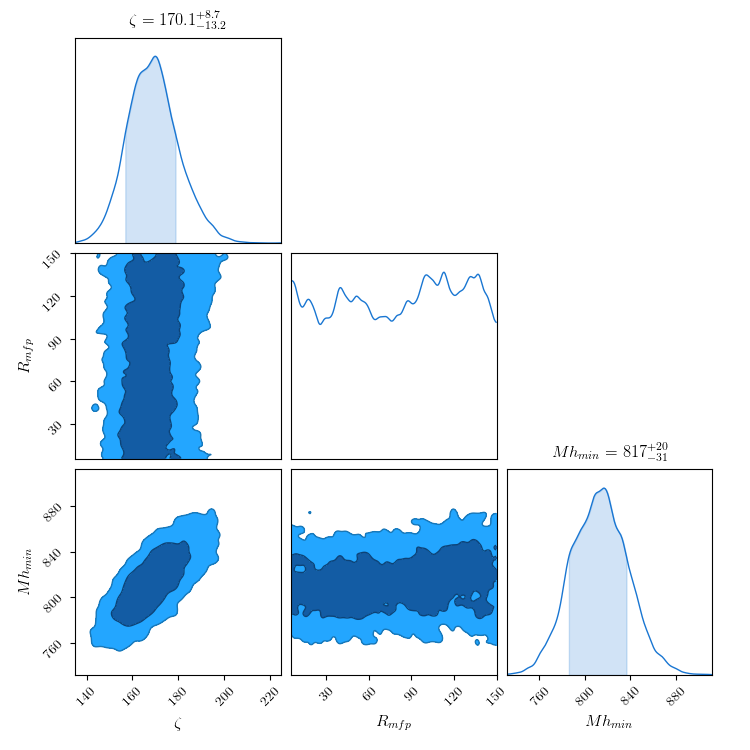 ζ = 170.1^{+8.7}_{-13.2}
150
120
90
60
30
R_{mfp}
Mh_{min} = 817^{+20}_{-31}
880
840
800
760
Mh_{min}
140 160 180 200 220
30 60 90 120 150
760 800 840 880
ζ
R_{mfp}
Mh_{min}